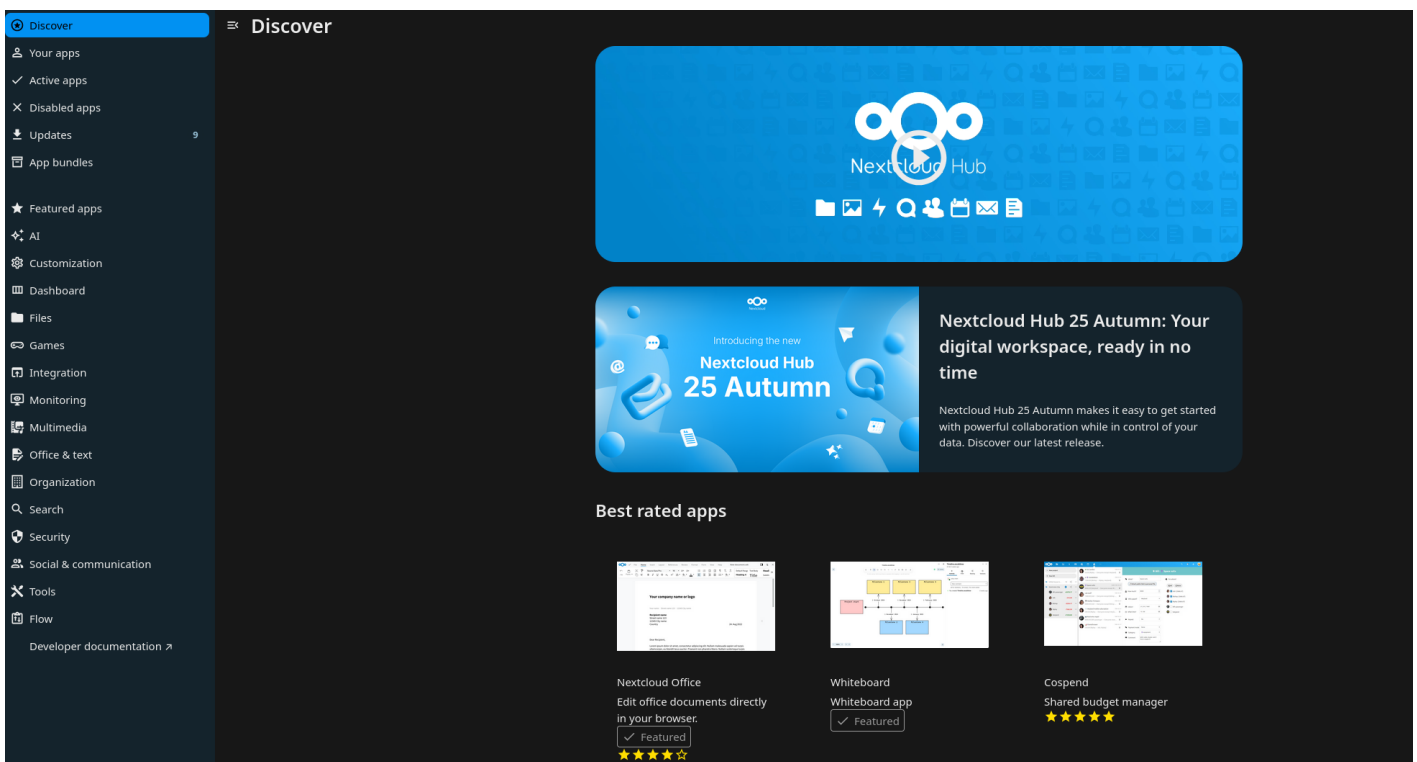 Discover
Your apps
Active apps
Disabled apps
Updates 9
App bundles
Featured apps
AI
Customization
Dashboard
Files
Games
Integration
Monitoring
Multimedia
Office & text
Organization
Search
Security
Social & communication
Tools
Flow
Developer documentation ↗
Discover
Nextcloud Hub
Introducing the new
Nextcloud Hub
25 Autumn
Nextcloud Hub 25 Autumn: Your
digital workspace, ready in no
time
Nextcloud Hub 25 Autumn makes it easy to get started
with powerful collaboration while in control of your
data. Discover our latest release.
Best rated apps
Your company name or logo
Nextcloud Office
Edit office documents directly
in your browser.
Featured
Whiteboard
Whiteboard app
Featured
Cospend
Shared budget manager